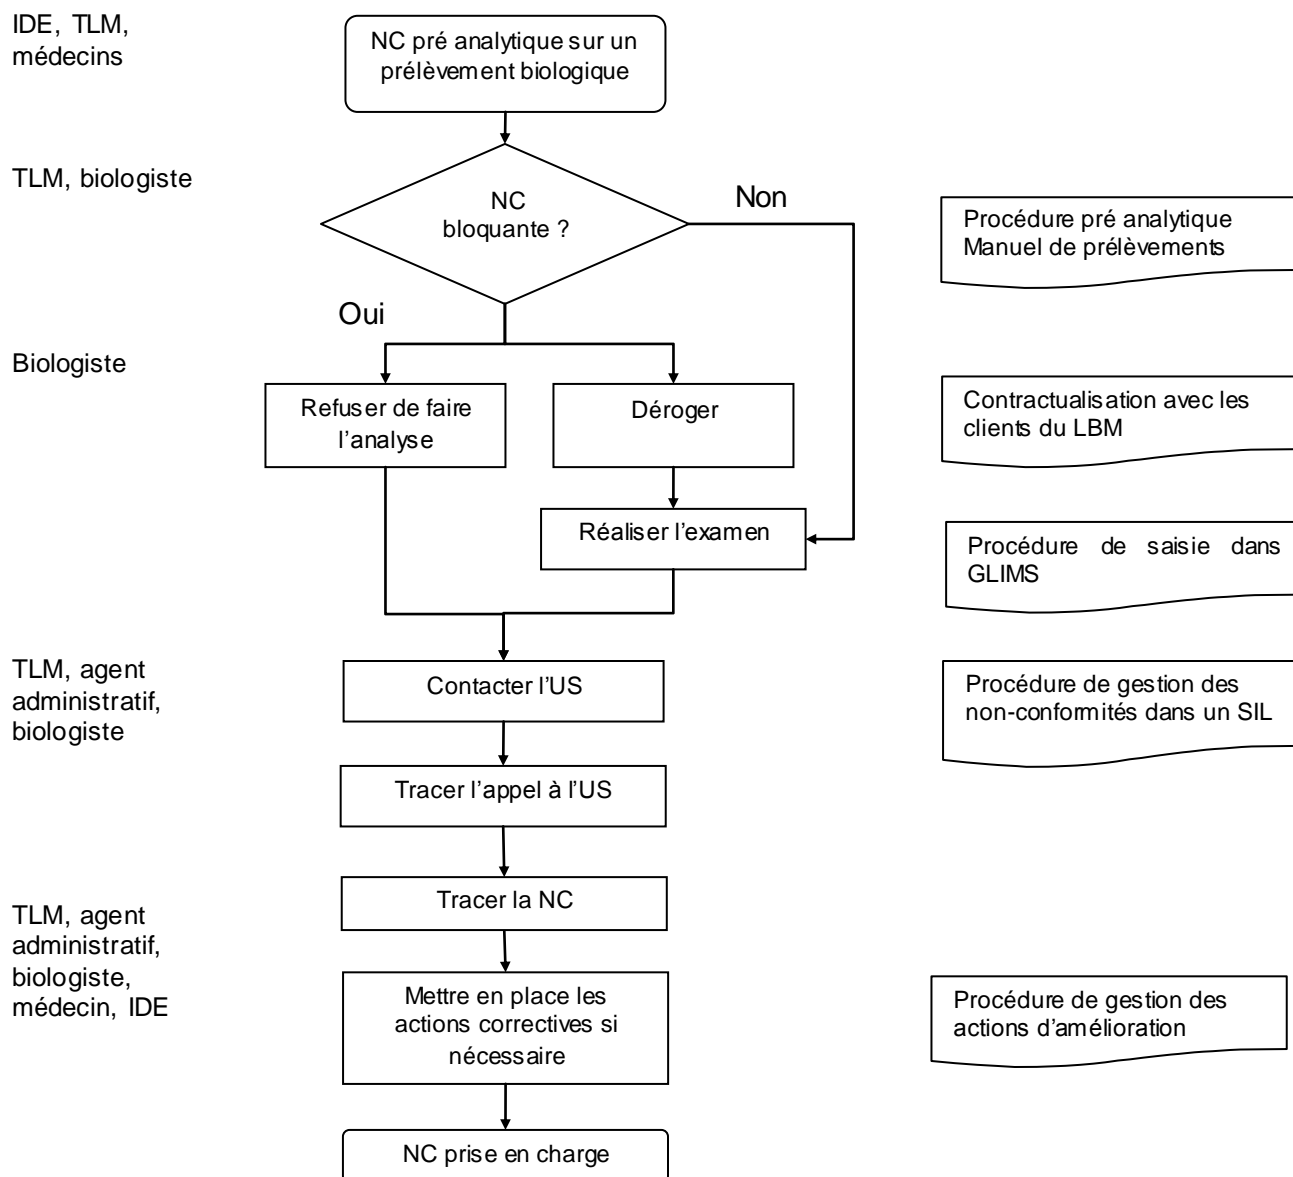 IDE, TLM,
médecins
NC pré analytique sur un
prélèvement biologique
TLM, biologiste
NC
bloquante ?
Non
Procédure pré analytique
Manuel de prélèvements
Oui
Biologiste
Refuser de faire
l’analyse
Déroger
Contractualisation avec les
clients du LBM
Réaliser l’examen
Procédure de saisie dans
GLIMS
TLM, agent
administratif,
biologiste
Contacter l’US
Procédure de gestion des
non-conformités dans un SIL
Tracer l’appel à l’US
Tracer la NC
TLM, agent
administratif,
biologiste,
médecin, IDE
Mettre en place les
actions correctives si
nécessaire
Procédure de gestion des
actions d’amélioration
NC prise en charge